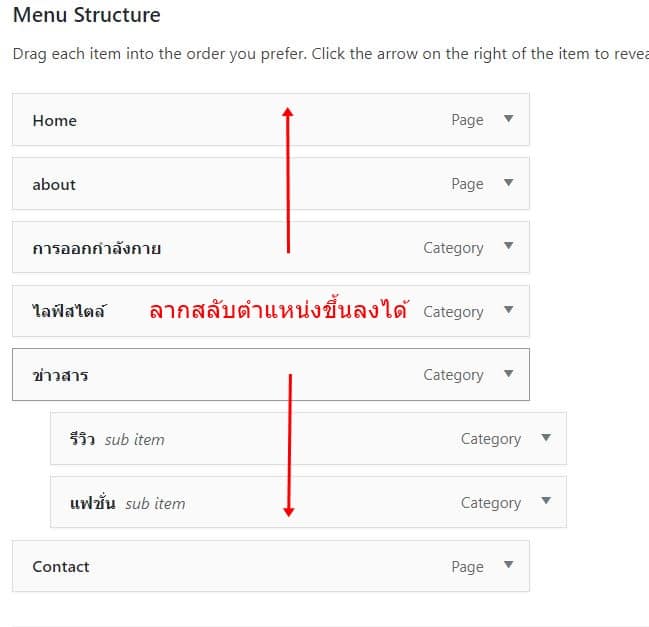 Menu Structure
Drag each item into the order you prefer. Click the arrow on the right of the item to revea
Home Page
about Page
การออกกำลังกาย Category
ไลฟ์สไตล์ ลากสลับตำแหน่งขึ้นลงได้ Category
ข่าวสาร Category
รีวิว sub item Category
แฟชั่น sub item Category
Contact Page